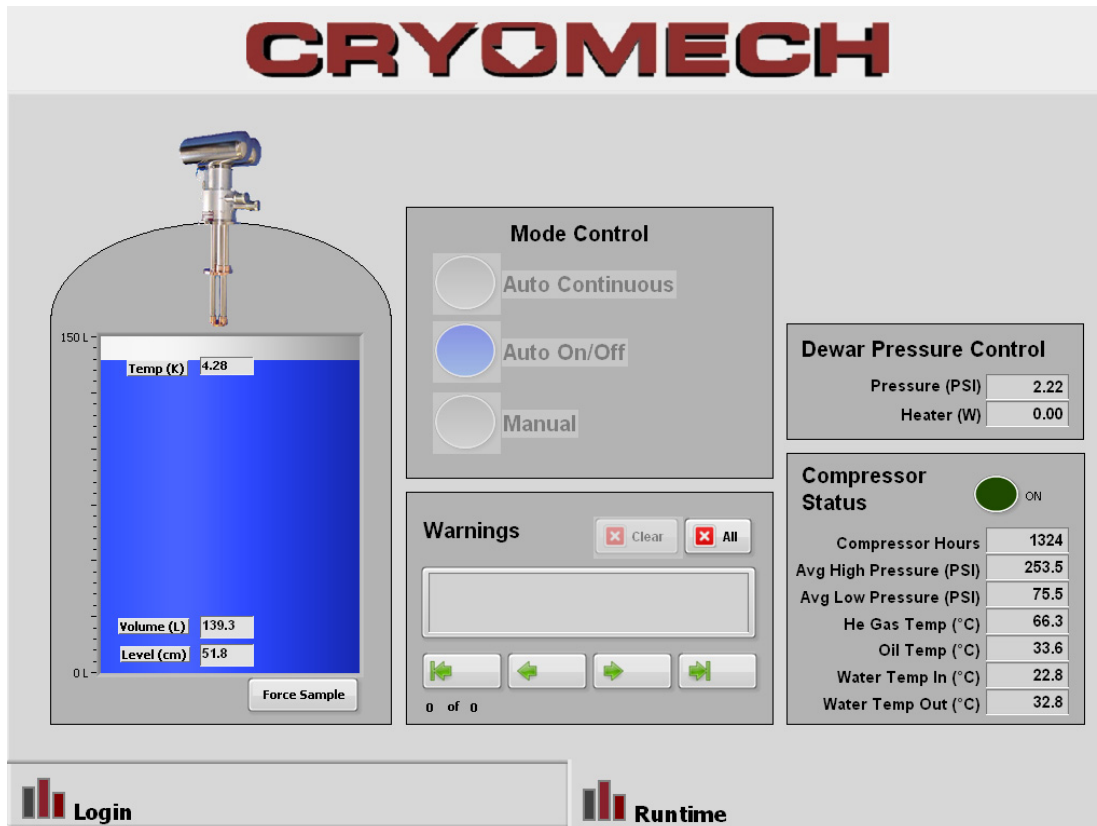 CRYOMECH
150 L
Temp (K) 4.28
Volume (L) 139.3
Level (cm) 51.8
0 L
Force Sample
Mode Control
Auto Continuous
Auto On/Off
Manual
Warnings
Clear
All
0 of 0
Dewar Pressure Control
Pressure (PSI) 2.22
Heater (W) 0.00
Compressor
Status
ON
Compressor Hours 1324
Avg High Pressure (PSI) 253.5
Avg Low Pressure (PSI) 75.5
He Gas Temp (°C) 66.3
Oil Temp (°C) 33.6
Water Temp In (°C) 22.8
Water Temp Out (°C) 32.8
Login
Runtime